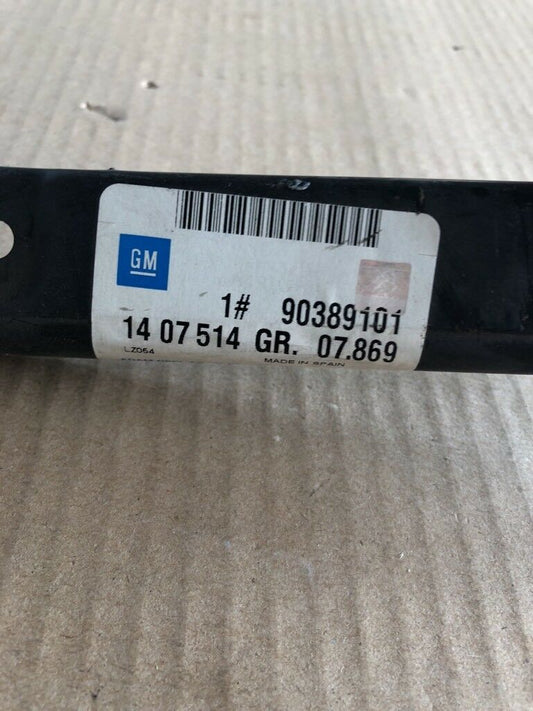 GM
1# 90389101
14 07 514 GR. 07.869
LZ054
MADE IN SPAIN